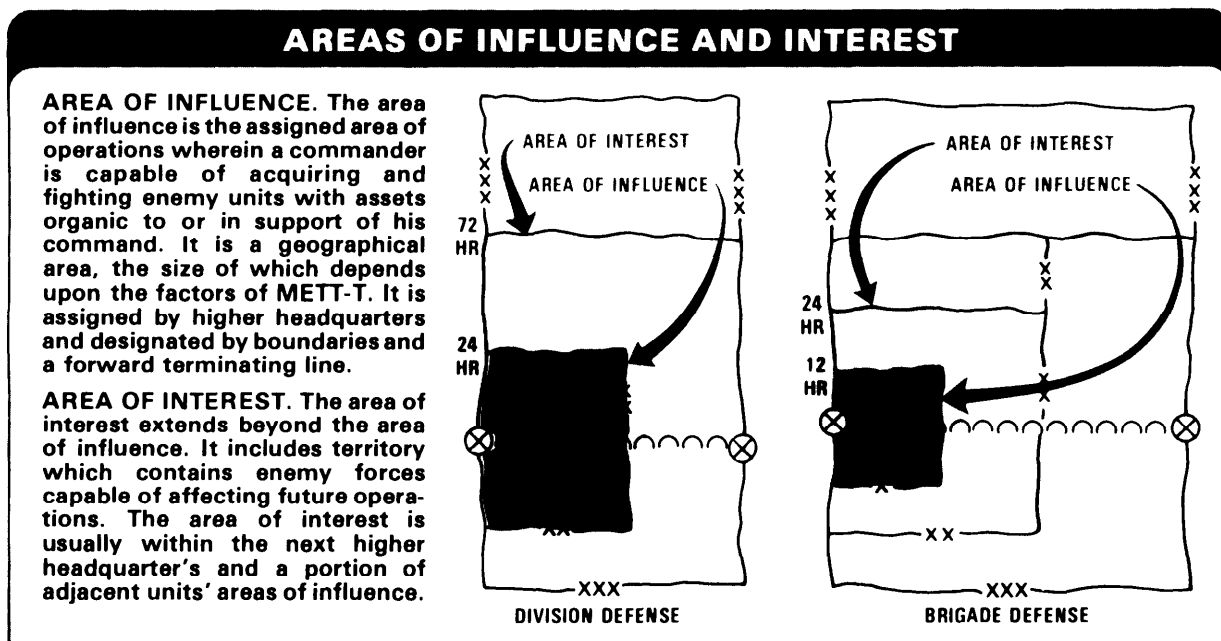 AREAS OF INFLUENCE AND INTEREST
AREA OF INFLUENCE. The area
of influence is the assigned area of
operations wherein a commander
is capable of acquiring and
fighting enemy units with assets
organic to or in support of his
command. It is a geographical
area, the size of which depends
upon the factors of METT-T. It is
assigned by higher headquarters
and designated by boundaries and
a forward terminating line.
AREA OF INTEREST. The area of
interest extends beyond the area
of influence. It includes territory
which contains enemy forces
capable of affecting future opera-
tions. The area of interest is
usually within the next higher
headquarter's and a portion of
adjacent units' areas of influence.
AREA OF INTEREST
AREA OF INFLUENCE
XXX
XXX
72
HR
24
HR
XX
XXX
DIVISION DEFENSE
AREA OF INTEREST
AREA OF INFLUENCE
XXX
XXX
XX
24
HR
12
HR
X
X
X
XX
XXX
BRIGADE DEFENSE